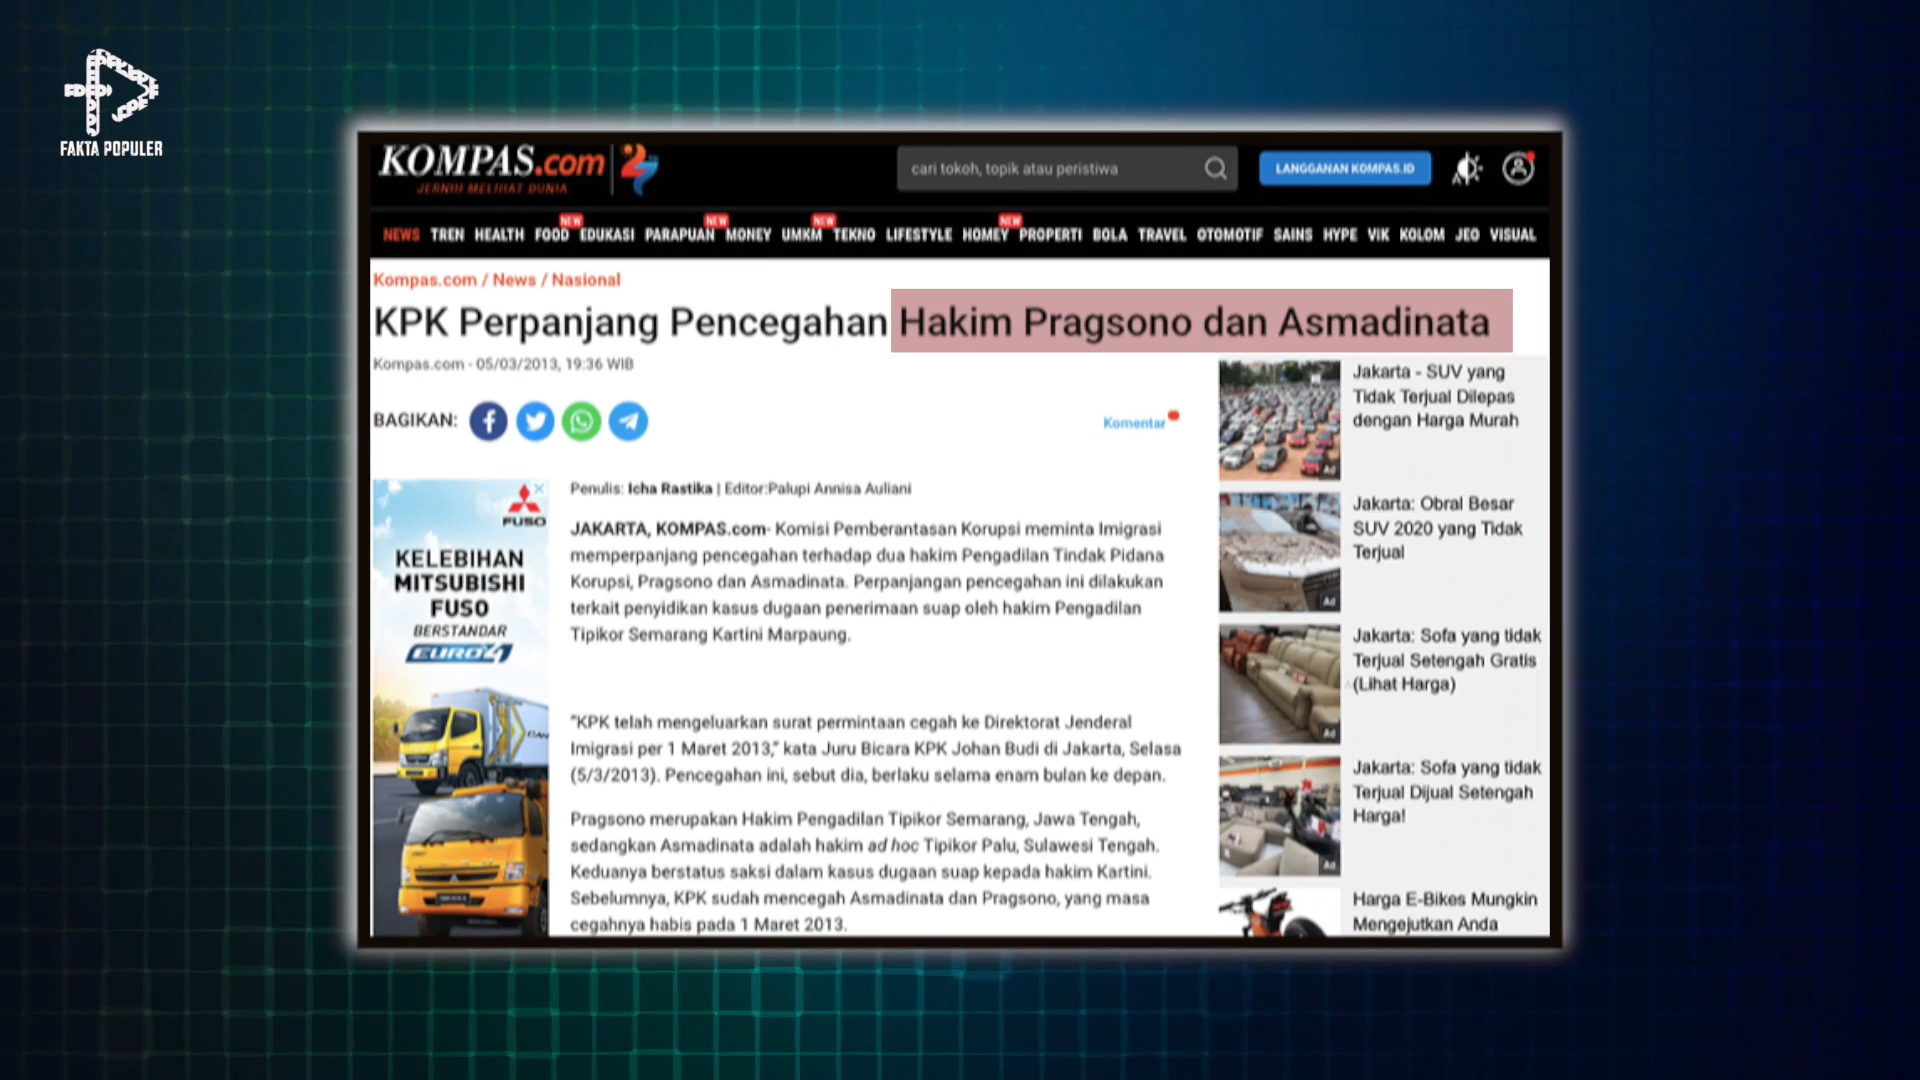 FAKTA POPULER
KOMPAS.com
JERNIH MELIHAT DUNIA
cari tokoh, topik atau peristiwa
LANGGANAN KOMPAS.ID
NEW NEW NEW NEW
NEWS TREN HEALTH FOOD EDUKASI PARAPUAN MONEY UMKM TEKNO LIFESTYLE HOMEY PROPERTI BOLA TRAVEL OTOMOTIF SAINS HYPE VIK KOLOM JEO VISUAL
Kompas.com / News / Nasional
KPK Perpanjang Pencegahan Hakim Pragsono dan Asmadinata
Kompas.com - 05/03/2013, 19:36 WIB
BAGIKAN:
Komentar
Penulis: Icha Rastika | Editor:Palupi Annisa Auliani
JAKARTA, KOMPAS.com- Komisi Pemberantasan Korupsi meminta Imigrasi
memperpanjang pencegahan terhadap dua hakim Pengadilan Tindak Pidana
Korupsi, Pragsono dan Asmadinata. Perpanjangan pencegahan ini dilakukan
terkait penyidikan kasus dugaan penerimaan suap oleh hakim Pengadilan
Tipikor Semarang Kartini Marpaung.
"KPK telah mengeluarkan surat permintaan cegah ke Direktorat Jenderal
Imigrasi per 1 Maret 2013," kata Juru Bicara KPK Johan Budi di Jakarta, Selasa
(5/3/2013). Pencegahan ini, sebut dia, berlaku selama enam bulan ke depan.
Pragsono merupakan Hakim Pengadilan Tipikor Semarang, Jawa Tengah,
sedangkan Asmadinata adalah hakim ad hoc Tipikor Palu, Sulawesi Tengah.
Keduanya berstatus saksi dalam kasus dugaan suap kepada hakim Kartini.
Sebelumnya, KPK sudah mencegah Asmadinata dan Pragsono, yang masa
cegahnya habis pada 1 Maret 2013.
FUSO
KELEBIHAN
MITSUBISHI
FUSO
BERSTANDAR
EURO4
Jakarta - SUV yang
Tidak Terjual Dilepas
dengan Harga Murah
Ad
Jakarta: Obral Besar
SUV 2020 yang Tidak
Terjual
Ad
Jakarta: Sofa yang tidak
Terjual Setengah Gratis
(Lihat Harga)
Ad
Jakarta: Sofa yang tidak
Terjual Dijual Setengah
Harga!
Ad
Harga E-Bikes Mungkin
Mengejutkan Anda